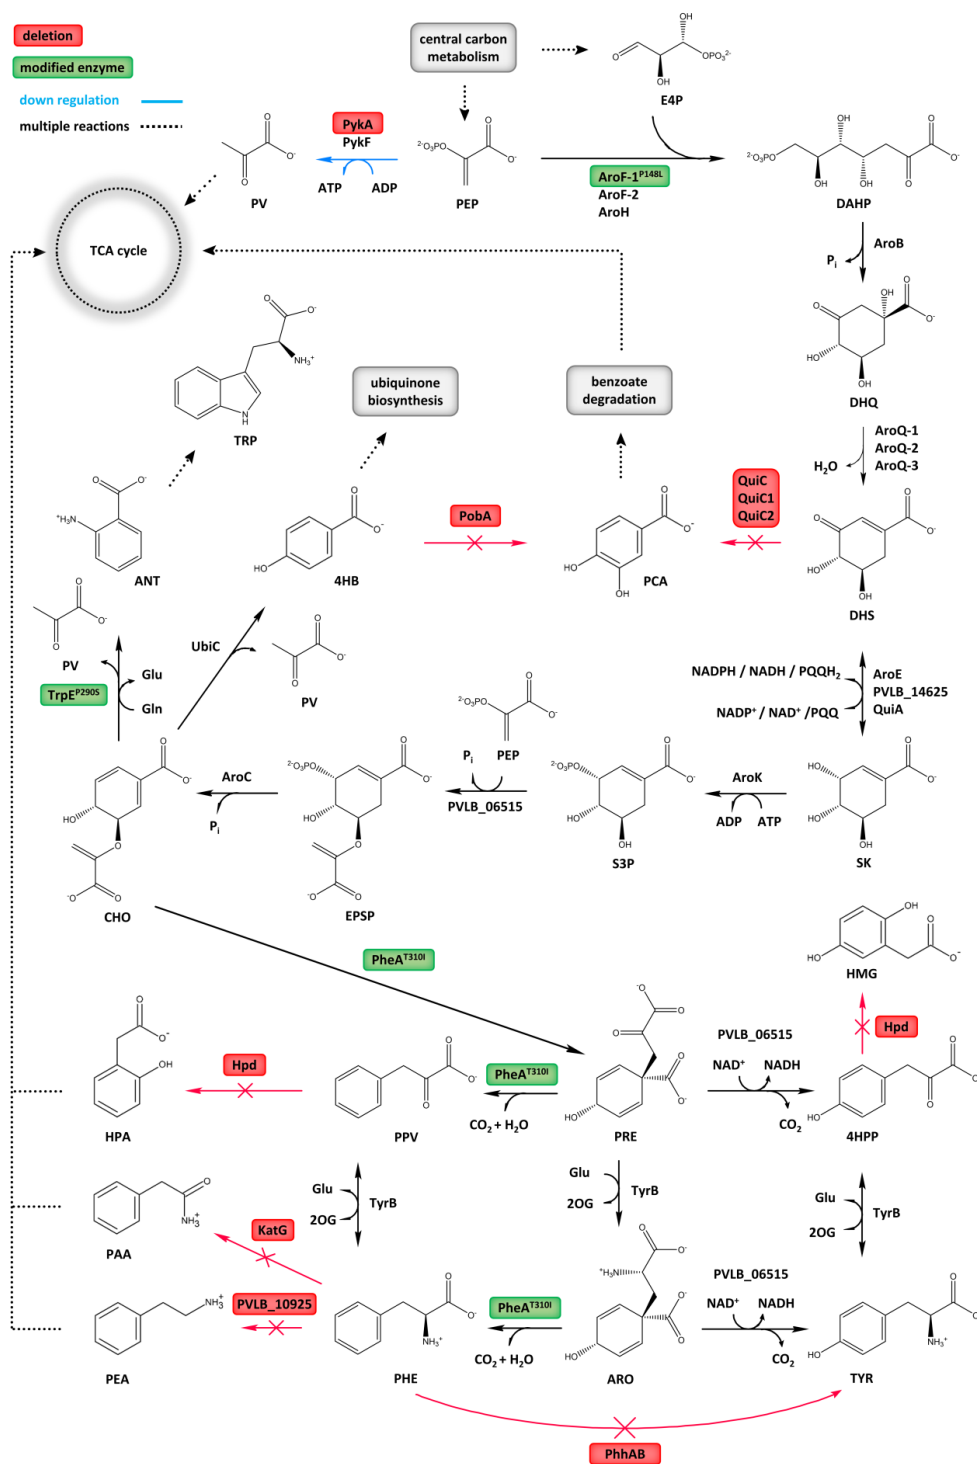 deletion
modified enzyme
down regulation
multiple reactions
central carbon
metabolism
E4P
PykA
PykF
ATP
ADP
PV
PEP
AroF-1P148L
AroF-2
AroH
DAHP
AroB
Pi
DHQ
AroQ-1
AroQ-2
AroQ-3
H2O
DHS
TCA cycle
TRP
ubiquinone
biosynthesis
benzoate
degradation
ANT
4HB
PobA
PCA
QuiC
QuiC1
QuiC2
PV
TrpEP290S
Glu
Gln
UbiC
PV
NADPH / NADH / PQQH2
NADP+ / NAD+ /PQQ
AroE
PVLB_14625
QuiA
CHO
AroC
Pi
EPSP
PEP
Pi
PVLB_06515
S3P
AroK
ADP
ATP
SK
PheAT310I
HMG
Hpd
HPA
Hpd
PPV
PheAT310I
CO2 + H2O
PRE
PVLB_06515
NAD+
NADH
CO2
4HPP
Glu
2OG
TyrB
Glu
2OG
TyrB
Glu
2OG
TyrB
PAA
KatG
PEA
PVLB_10925
PHE
PheAT310I
CO2 + H2O
ARO
PVLB_06515
NAD+
NADH
CO2
TYR
PhhAB